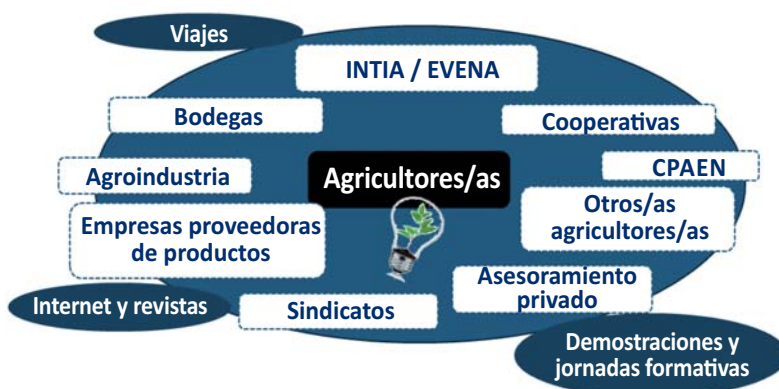 Viajes
INTIA / EVENA
Bodegas
Cooperativas
Agroindustria
Agricultores/as
CPAEN
Empresas proveedoras
de productos
Otros/as
agricultores/as
Asesoramiento
privado
Internet y revistas
Sindicatos
Demostraciones y
jornadas formativas